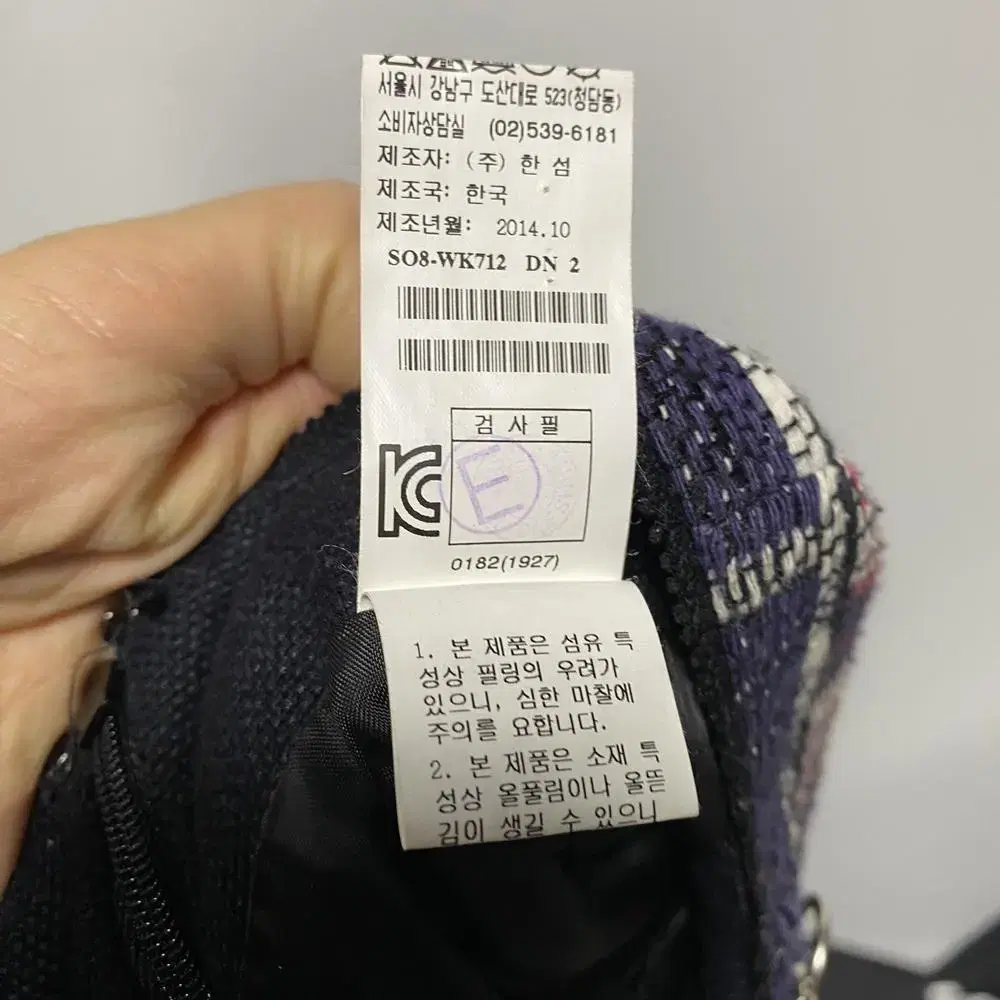 서울시 강남구 도산대로 523(청담동)
소비자상담실 (02)539-6181
제조자: (주) 한 섬
제조국: 한국
제조년월: 2014.10
SO8-WK712 DN 2
검 사 필
KC
E
0182(1927)
1. 본 제품은 섬유 특
성상 필링의 우려가
있으니, 심한 마찰에
주의를 요합니다.
2. 본 제품은 소재 특
성상 올풀림이나 올뜯
김이 생길 수 있으니